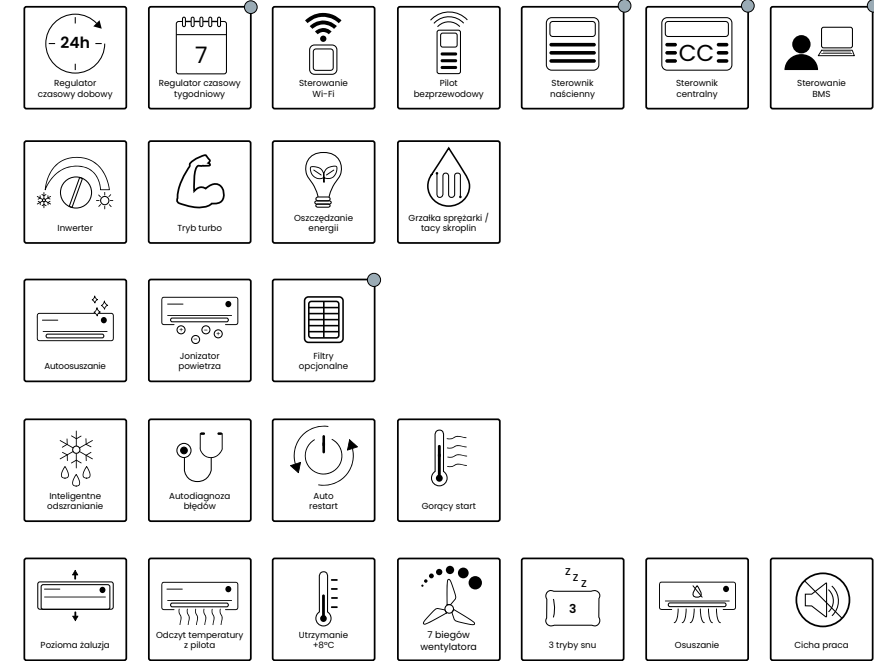 24h
Regulator
czasowy dobowy
7
Regulator czasowy
tygodniowy
Sterowanie
Wi-Fi
Pilot
bezprzewodowy
Sterownik
naścienny
CC
Sterownik
centralny
Sterowanie
BMS
Inwerter
Tryb turbo
Oszczędzanie
energii
Grzałka sprężarki /
tacy skroplin
Autoosuszanie
Jonizator
powietrza
Filtry
opcjonalne
Inteligentne
odszranianie
Autodiagnoza
błędów
Auto
restart
Gorący start
Pozioma żaluzja
Odczyt temperatury
z pilota
Utrzymanie
+8°C
7 biegów
wentylatora
z z z
3
3 tryby snu
Osuszanie
Cicha praca